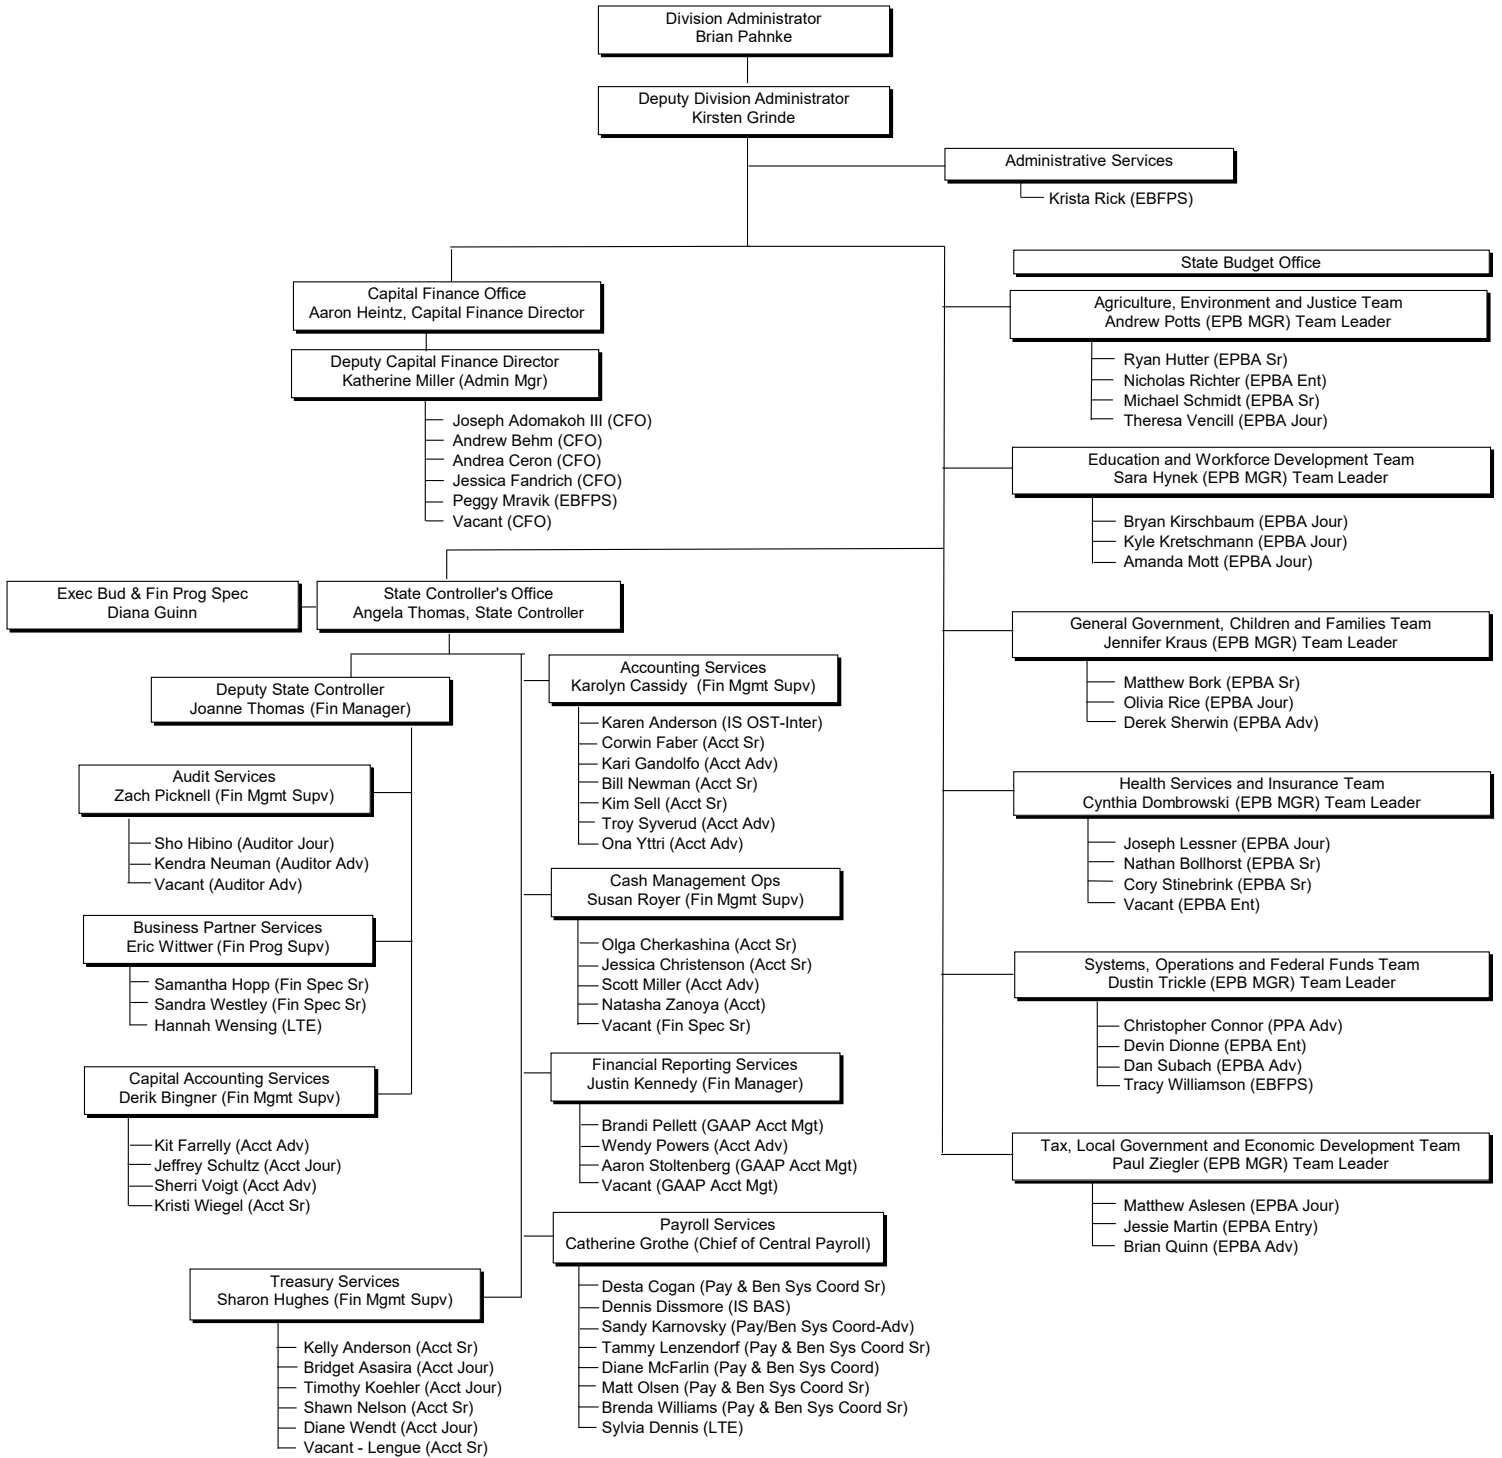 Division Administrator
Brian Pahnke
Deputy Division Administrator
Kirsten Grinde
Administrative Services
Krista Rick (EBFPS)
Capital Finance Office
Aaron Heintz, Capital Finance Director
Deputy Capital Finance Director
Katherine Miller (Admin Mgr)
Joseph Adomakoh III (CFO)
Andrew Behm (CFO)
Andrea Ceron (CFO)
Jessica Fandrich (CFO)
Peggy Mravik (EBFPS)
Vacant (CFO)
Exec Bud & Fin Prog Spec
Diana Guinn
State Controller's Office
Angela Thomas, State Controller
Deputy State Controller
Joanne Thomas (Fin Manager)
Audit Services
Zach Picknell (Fin Mgmt Supv)
Sho Hibino (Auditor Jour)
Kendra Neuman (Auditor Adv)
Vacant (Auditor Adv)
Business Partner Services
Eric Wittwer (Fin Prog Supv)
Samantha Hopp (Fin Spec Sr)
Sandra Westley (Fin Spec Sr)
Hannah Wensing (LTE)
Capital Accounting Services
Derik Bingner (Fin Mgmt Supv)
Kit Farrelly (Acct Adv)
Jeffrey Schultz (Acct Jour)
Sherri Voigt (Acct Adv)
Kristi Wiegel (Acct Sr)
Treasury Services
Sharon Hughes (Fin Mgmt Supv)
Kelly Anderson (Acct Sr)
Bridget Asasira (Acct Jour)
Timothy Koehler (Acct Jour)
Shawn Nelson (Acct Sr)
Diane Wendt (Acct Jour)
Vacant - Lengue (Acct Sr)
Accounting Services
Karolyn Cassidy (Fin Mgmt Supv)
Karen Anderson (IS OST-Inter)
Corwin Faber (Acct Sr)
Kari Gandolfo (Acct Adv)
Bill Newman (Acct Sr)
Kim Sell (Acct Sr)
Troy Syverud (Acct Adv)
Ona Yttri (Acct Adv)
Cash Management Ops
Susan Royer (Fin Mgmt Supv)
Olga Cherkashina (Acct Sr)
Jessica Christenson (Acct Sr)
Scott Miller (Acct Adv)
Natasha Zanoya (Acct)
Vacant (Fin Spec Sr)
Financial Reporting Services
Justin Kennedy (Fin Manager)
Brandi Pellett (GAAP Acct Mgt)
Wendy Powers (Acct Adv)
Aaron Stoltenberg (GAAP Acct Mgt)
Vacant (GAAP Acct Mgt)
Payroll Services
Catherine Grothe (Chief of Central Payroll)
Desta Cogan (Pay & Ben Sys Coord Sr)
Dennis Dissmore (IS BAS)
Sandy Karnovsky (Pay/Ben Sys Coord-Adv)
Tammy Lenzendorf (Pay & Ben Sys Coord Sr)
Diane McFarlin (Pay & Ben Sys Coord)
Matt Olsen (Pay & Ben Sys Coord Sr)
Brenda Williams (Pay & Ben Sys Coord Sr)
Sylvia Dennis (LTE)
State Budget Office
Agriculture, Environment and Justice Team
Andrew Potts (EPB MGR) Team Leader
Ryan Hutter (EPBA Sr)
Nicholas Richter (EPBA Ent)
Michael Schmidt (EPBA Sr)
Theresa Vencill (EPBA Jour)
Education and Workforce Development Team
Sara Hynek (EPB MGR) Team Leader
Bryan Kirschbaum (EPBA Jour)
Kyle Kretschmann (EPBA Jour)
Amanda Mott (EPBA Jour)
General Government, Children and Families Team
Jennifer Kraus (EPB MGR) Team Leader
Matthew Bork (EPBA Sr)
Olivia Rice (EPBA Jour)
Derek Sherwin (EPBA Adv)
Health Services and Insurance Team
Cynthia Dombrowski (EPB MGR) Team Leader
Joseph Lessner (EPBA Jour)
Nathan Bollhorst (EPBA Sr)
Cory Stinebrink (EPBA Sr)
Vacant (EPBA Ent)
Systems, Operations and Federal Funds Team
Dustin Trickle (EPB MGR) Team Leader
Christopher Connor (PPA Adv)
Devin Dionne (EPBA Ent)
Dan Subach (EPBA Adv)
Tracy Williamson (EBFPS)
Tax, Local Government and Economic Development Team
Paul Ziegler (EPB MGR) Team Leader
Matthew Aslesen (EPBA Jour)
Jessie Martin (EPBA Entry)
Brian Quinn (EPBA Adv)